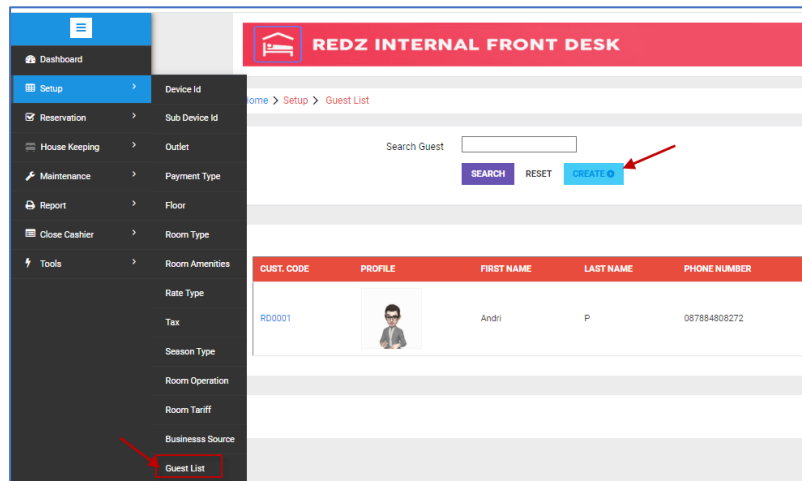 REDZ INTERNAL FRONT DESK
Dashboard
Setup
Reservation
House Keeping
Maintenance
Report
Close Cashier
Tools
Device Id
Sub Device Id
Outlet
Payment Type
Floor
Room Type
Room Amenities
Rate Type
Tax
Season Type
Room Operation
Room Tariff
Businesss Source
Guest List
ome > Setup > Guest List
Search Guest
SEARCH RESET CREATE
CUST. CODE PROFILE FIRST NAME LAST NAME PHONE NUMBER
RD0001 Andri P 087884808272